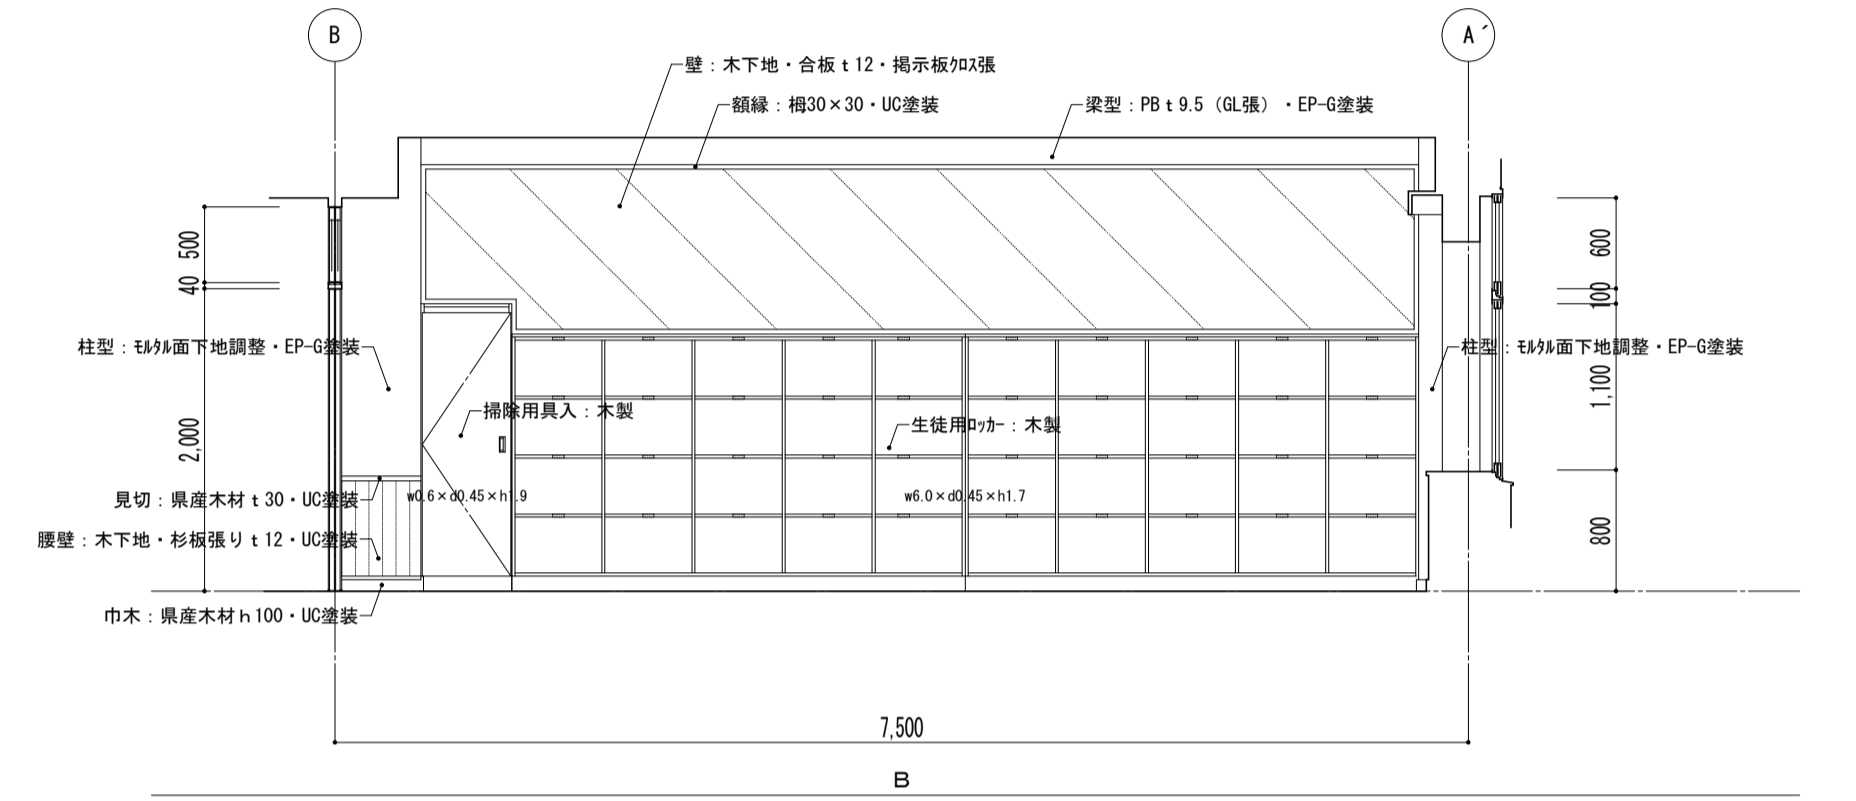 B
A´
壁：木下地・合板ｔ12・掲示板ｸﾛｽ張
額縁：栂30×30・UC塗装
梁型：PBｔ9.5（GL張）・EP-G塗装
500
40
2,000
600
100
1,100
800
柱型：ﾓﾙﾀﾙ面下地調整・EP-G塗装
柱型：ﾓﾙﾀﾙ面下地調整・EP-G塗装
掃除用具入：木製
生徒用ﾛｯｶｰ：木製
見切：県産木材ｔ30・UC塗装
w0.6×d0.45×h1.9
w6.0×d0.45×h1.7
腰壁：木下地・杉板張りｔ12・UC塗装
巾木：県産木材ｈ100・UC塗装
7,500
B